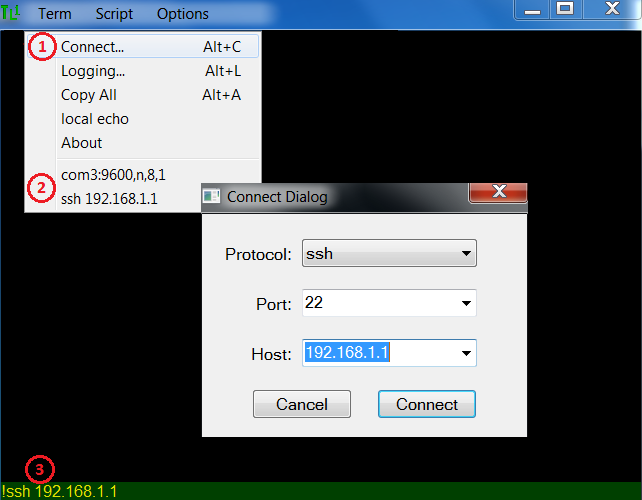 Term Script Options
1 Connect... Alt+C
Logging... Alt+L
Copy All Alt+A
local echo
About
2 com3:9600,n,8,1
ssh 192.168.1.1
Connect Dialog
Protocol: ssh
Port: 22
Host: 192.168.1.1
Cancel Connect
3
!ssh 192.168.1.1